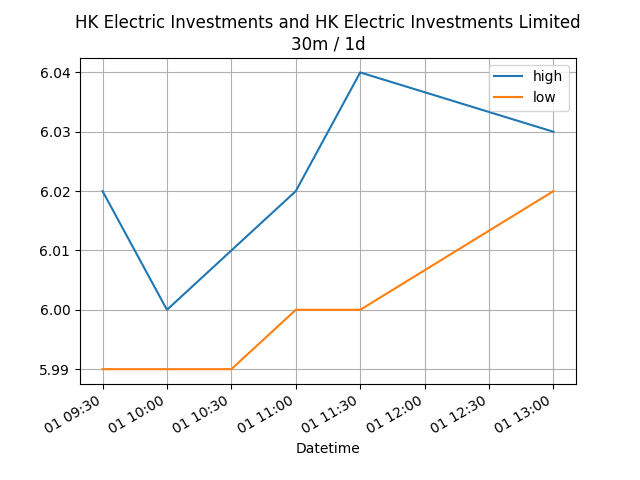 HK Electric Investments and HK Electric Investments Limited
30m / 1d
high
low
6.04
6.03
6.02
6.01
6.00
5.99
01 09:30
01 10:00
01 10:30
01 11:00
01 11:30
01 12:00
01 12:30
01 13:00
Datetime